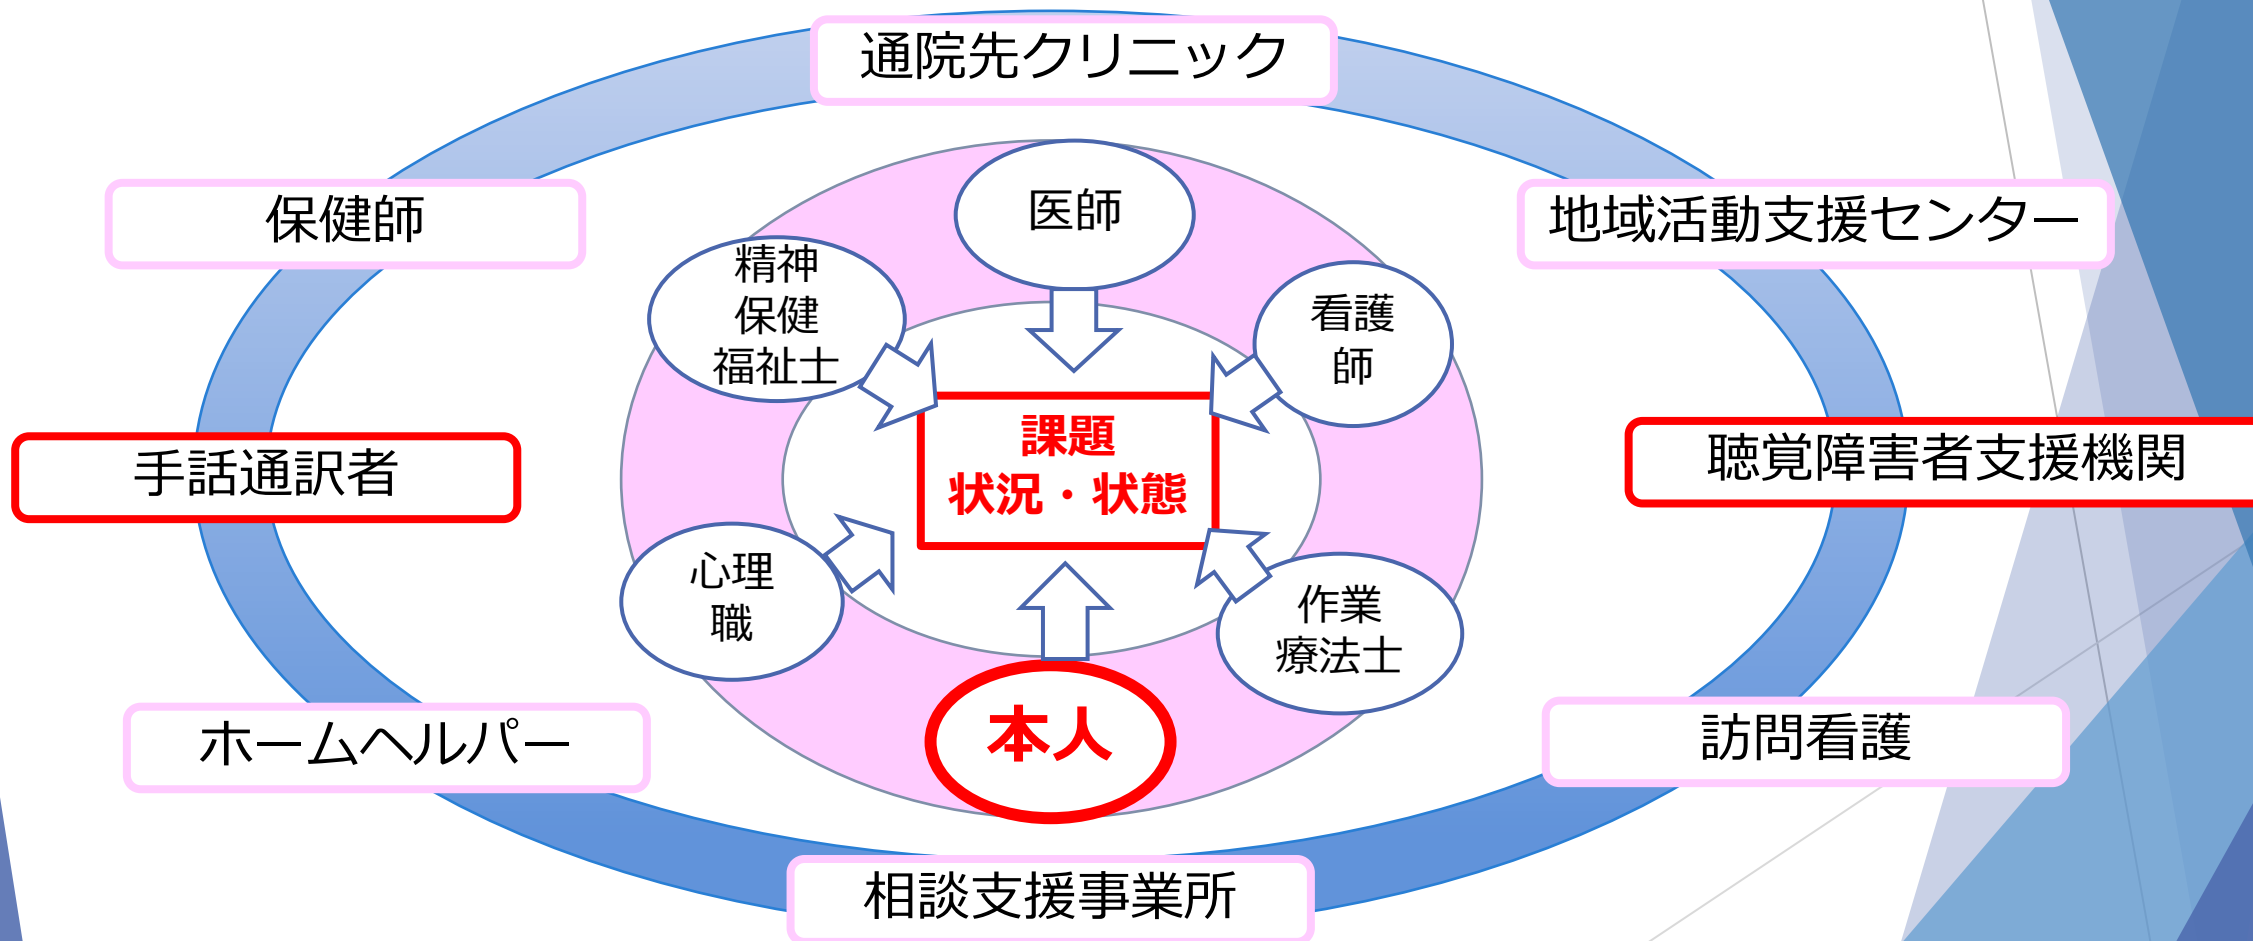 通院先クリニック
保健師
地域活動支援センター
医師
精神
保健
福祉士
看護
師
課題
状況・状態
手話通訳者
聴覚障害者支援機関
心理
職
作業
療法士
本人
ホームヘルパー
訪問看護
相談支援事業所